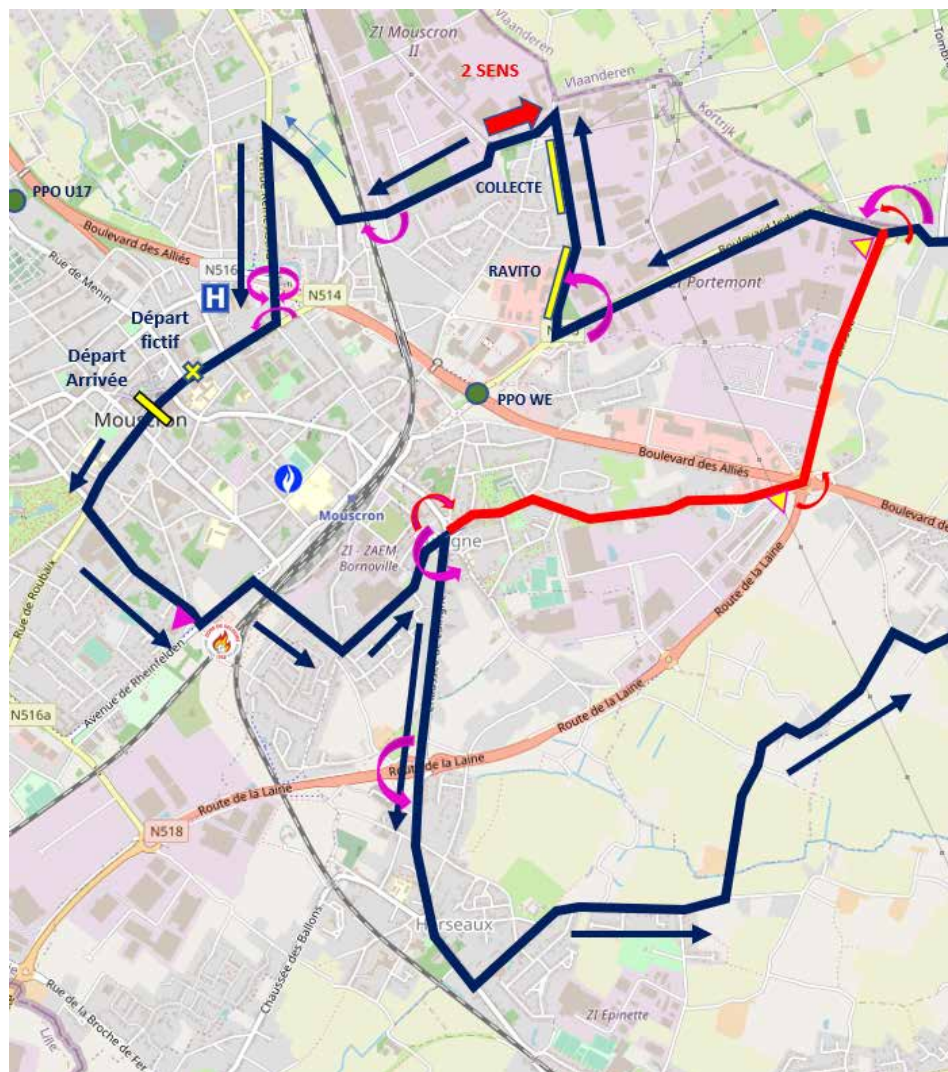 ZI Mouscron
II
Vlaanderen
2 SENS
Vlaanderen
Kortrijk
PPO U17
COLLECTE
Boulevard des Alliés
Rue de Menin
N516
H
N514
RAVITO
ZI Portemont
Départ
fictif
Départ
Arrivée
PPO WE
Mouscron
Boulevard des Alliés
Mouscron
Boulevard de
ZI - ZAEM
Bornoville
Rue de Roubaix
Route de la Laine
Avenue de Rheinfelden
N516a
Route de la Laine
Route de la Laine
N518
Herseaux
Chaussée des Ballons
Rue de la Broche de Fer
Lille
ZI Epinette